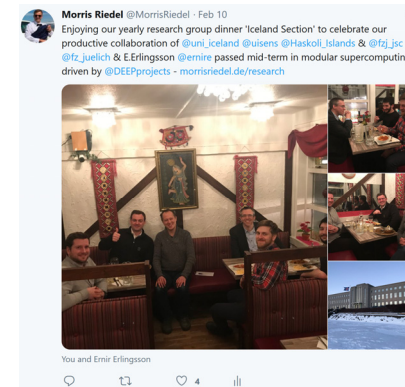 Morris Riedel @MorrisRiedel · Feb 10
Enjoying our yearly research group dinner 'Iceland Section' to celebrate our
productive collaboration of @uni_iceland @uisens @Haskoli_Islands & @fzj_jsc
@fz_juelich & E.Erlingsson @ernire passed mid-term in modular supercomputin
driven by @DEEPprojects - morrisriedel.de/research
You and Ernir Erlingsson
4